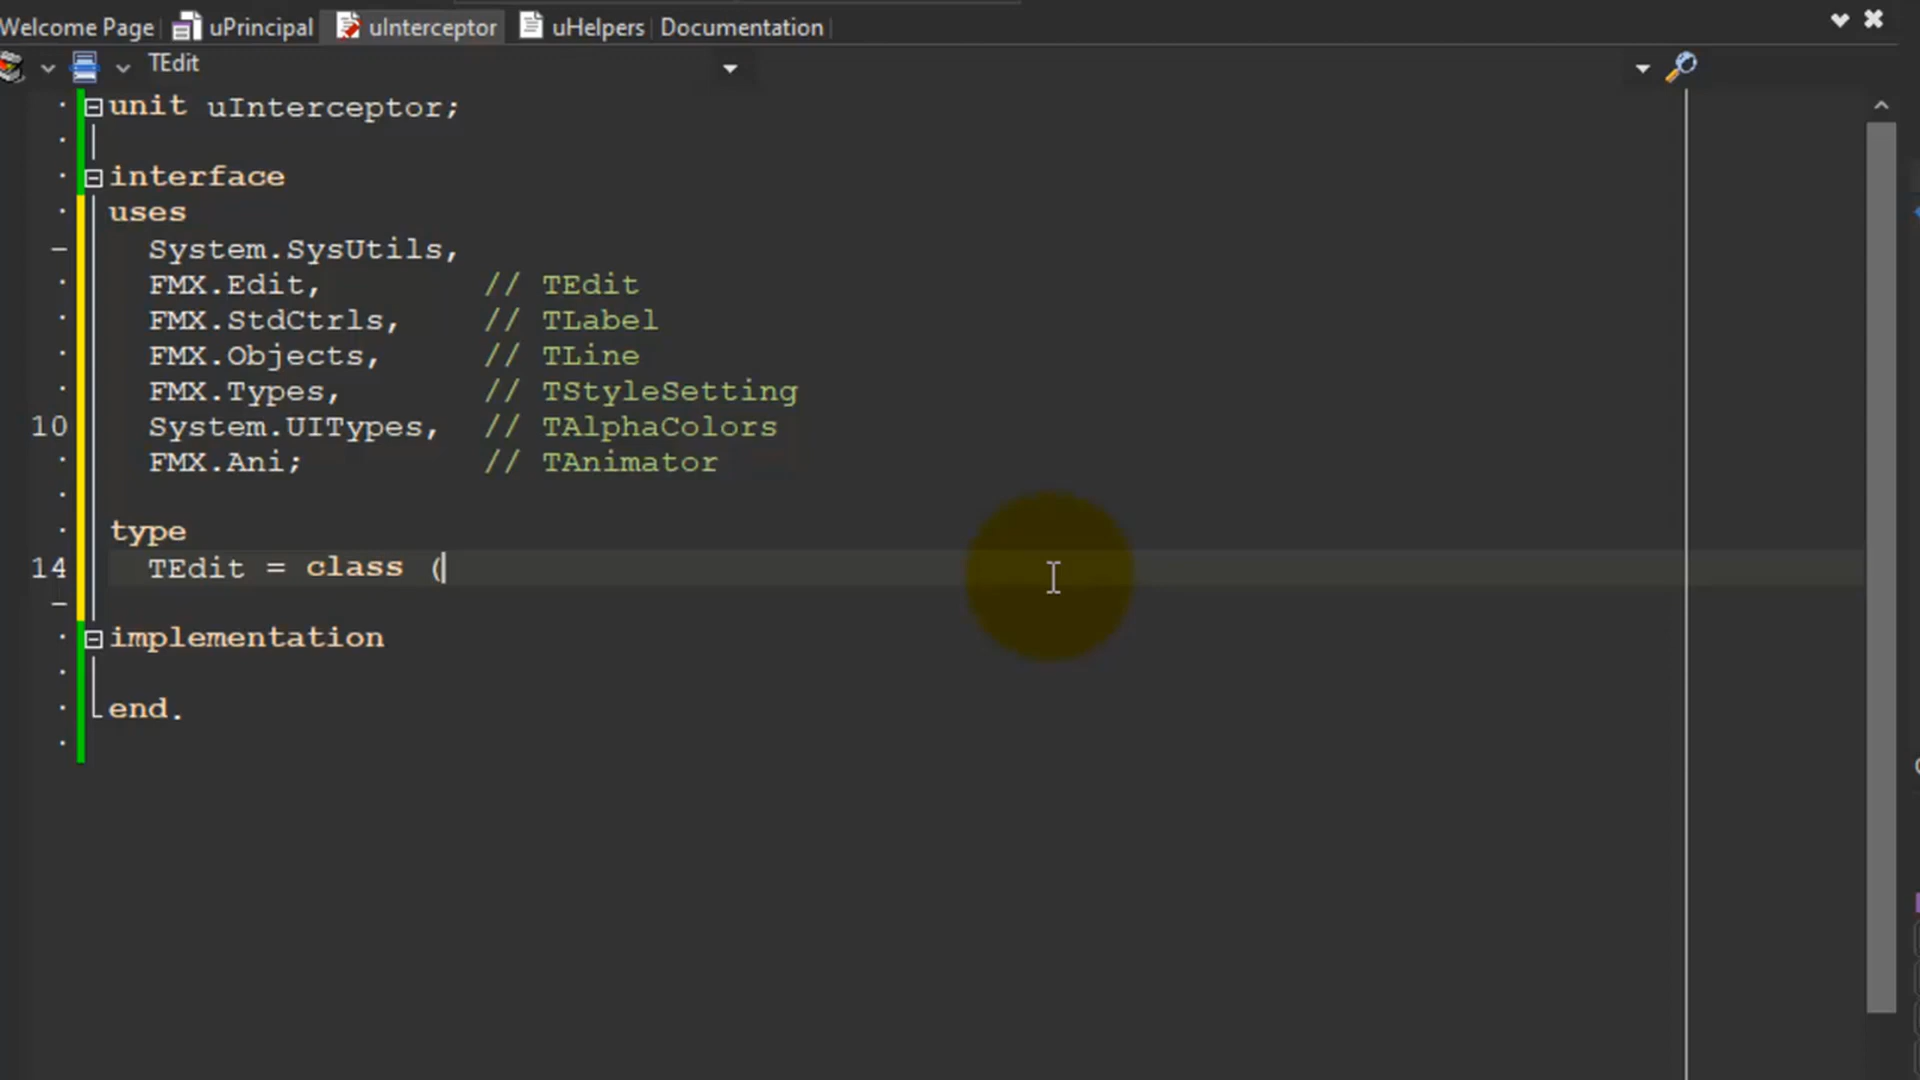 Welcome Page uPrincipal uInterceptor uHelpers Documentation
TEdit
unit uInterceptor;
interface
uses
System.SysUtils,
FMX.Edit, // TEdit
FMX.StdCtrls, // TLabel
FMX.Objects, // TLine
FMX.Types, // TStyleSetting
10 System.UITypes, // TAlphaColors
FMX.Ani; // TAnimator
type
14 TEdit = class (
implementation
end.